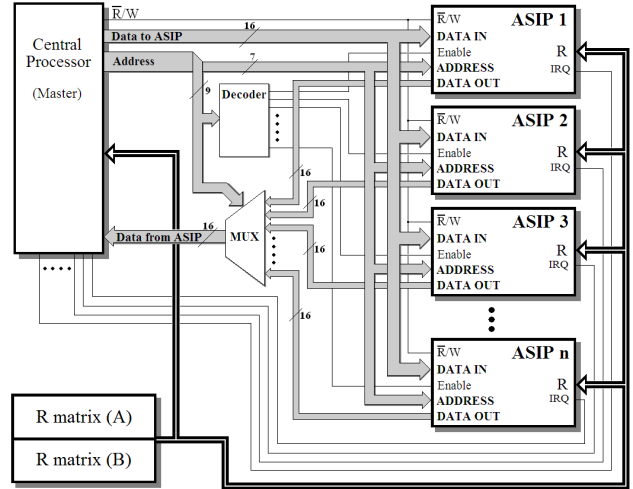 R̅/W
16
Data to ASIP
Central
Processor
(Master)
Address
7
9
Decoder
ASIP 1
R̅/W
DATA IN
Enable
R
ADDRESS
IRQ
DATA OUT
ASIP 2
R̅/W
DATA IN
Enable
R
ADDRESS
IRQ
DATA OUT
16
16
16
16
Data from ASIP
16
MUX
ASIP 3
R̅/W
DATA IN
Enable
R
ADDRESS
IRQ
DATA OUT
ASIP n
R̅/W
DATA IN
Enable
R
ADDRESS
IRQ
DATA OUT
R matrix (A)
R matrix (B)